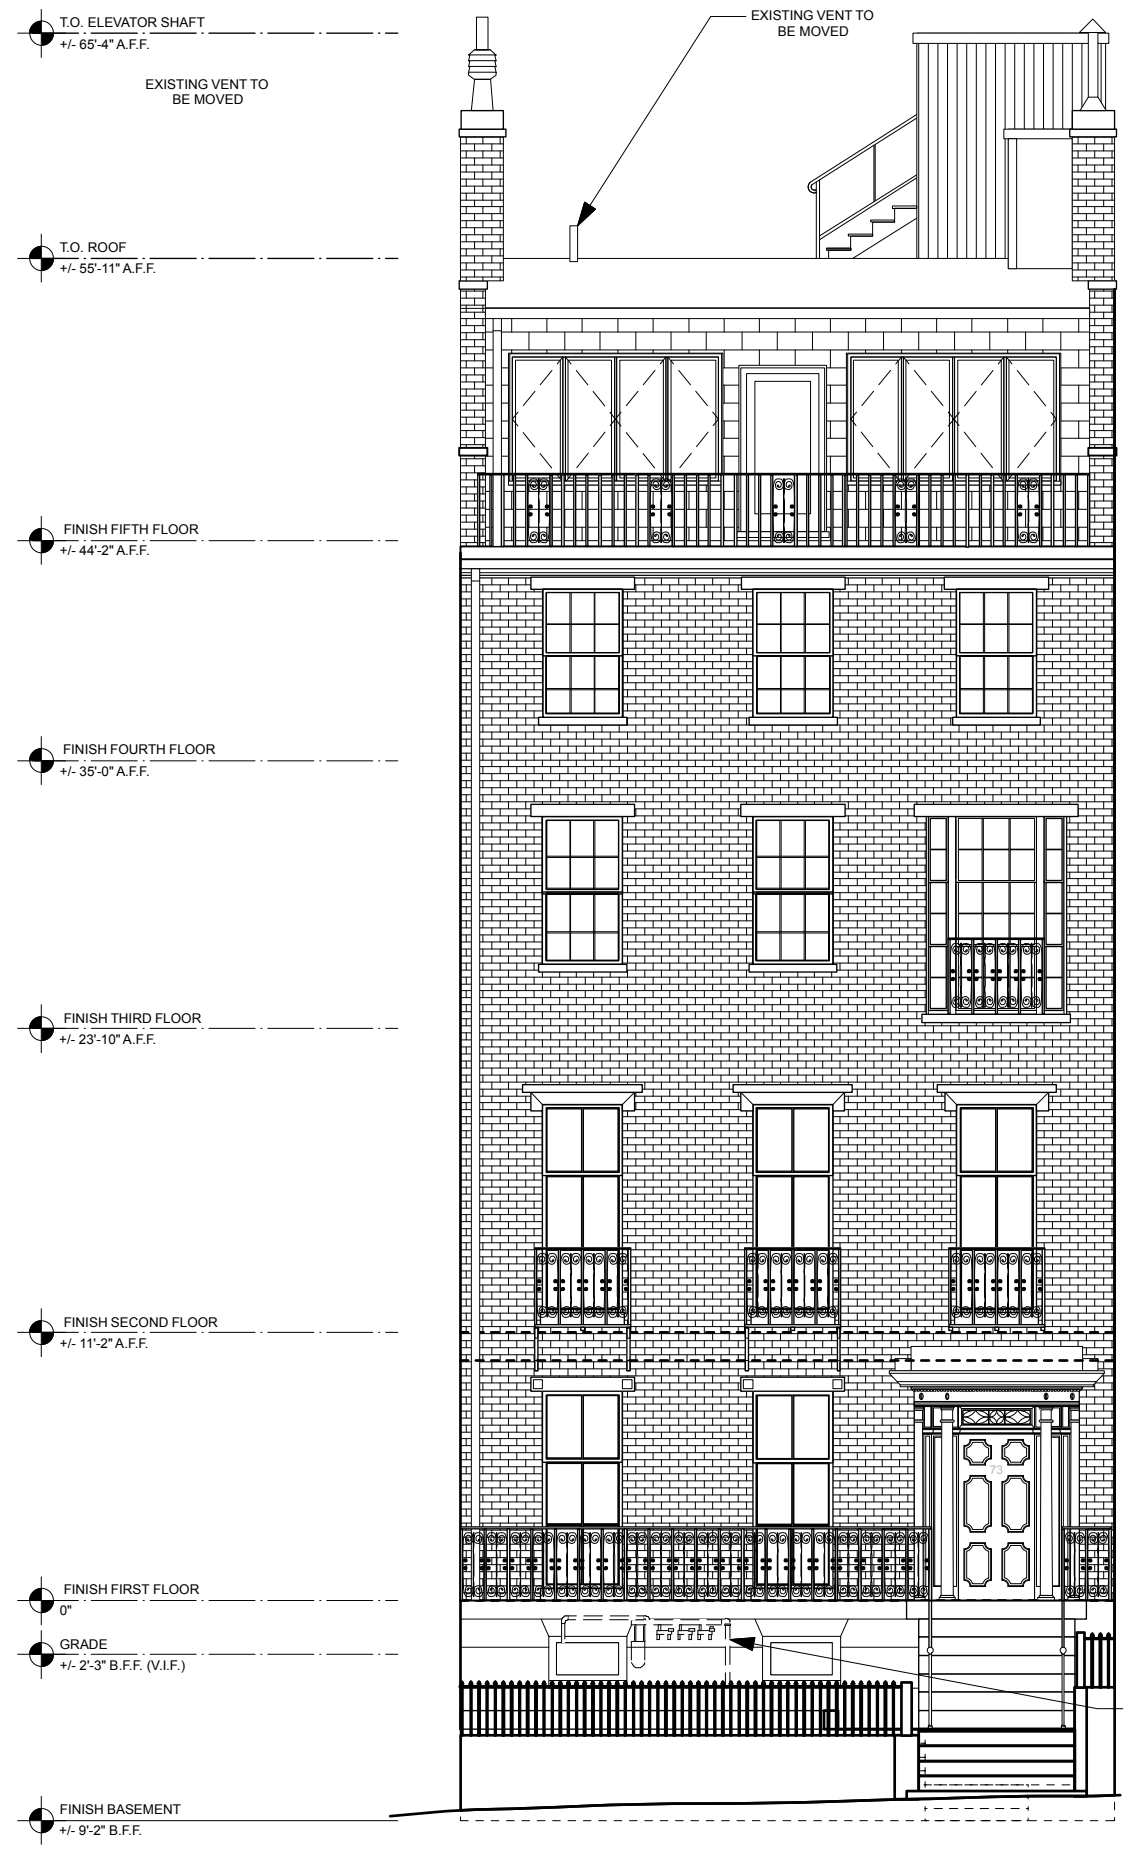 T.O. ELEVATOR SHAFT
+/- 65'-4" A.F.F.
EXISTING VENT TO
BE MOVED
EXISTING VENT TO
BE MOVED
T.O. ROOF
+/- 55'-11" A.F.F.
FINISH FIFTH FLOOR
+/- 44'-2" A.F.F.
FINISH FOURTH FLOOR
+/- 35'-0" A.F.F.
FINISH THIRD FLOOR
+/- 23'-10" A.F.F.
FINISH SECOND FLOOR
+/- 11'-2" A.F.F.
73
FINISH FIRST FLOOR
0"
GRADE
+/- 2'-3" B.F.F. (V.I.F.)
FINISH BASEMENT
+/- 9'-2" B.F.F.